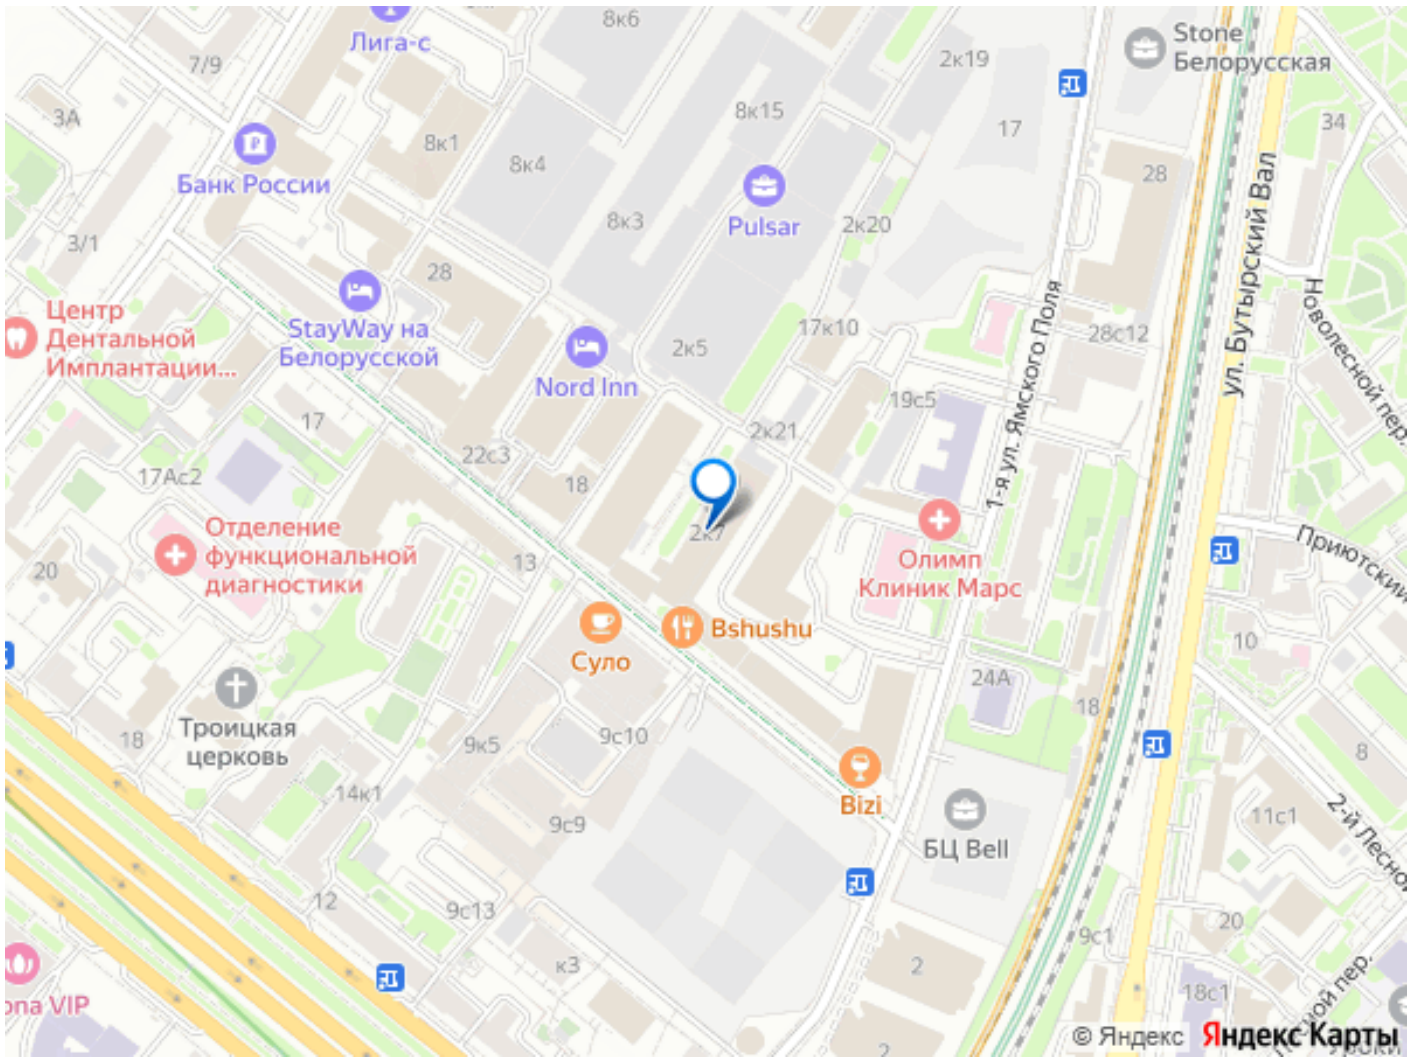 8к6
Stone
Белорусская
Лига-с
7/9
2к19
3А
8к15
34
17
8к1
8к4
28
Банк России
Pulsar
8к3
2к20
3/1
ул. Бутырский Вал
28
Новолесной пер.
Центр
Дентальной
Имплантации...
StayWay на
Белорусской
17к10
28с12
2к5
1-я ул. Ямского Поля
Nord Inn
19с5
17
2к21
22с3
17Ас2
18
Отделение
функциональной
диагностики
2к7
Приютский
13
Олимп
Клиник Марс
20
Bshushu
10
Суло
24А
18
Троицкая
церковь
18
9к5
9с10
8
14к1
Bizi
2-й Лесной
11с1
9с9
БЦ Bell
12
9с13
20
9с1
к3
2
18с1
ona VIP
2
© Яндекс
Яндекс Карты